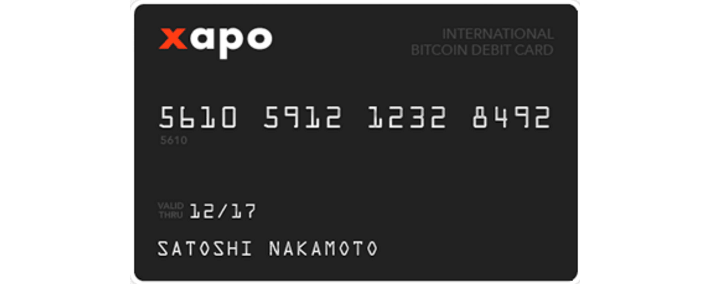 xapo
INTERNATIONAL
BITCOIN DEBIT CARD
5610 5912 1232 8492
5610
VALID
THRU 12/17
SATOSHI NAKAMOTO